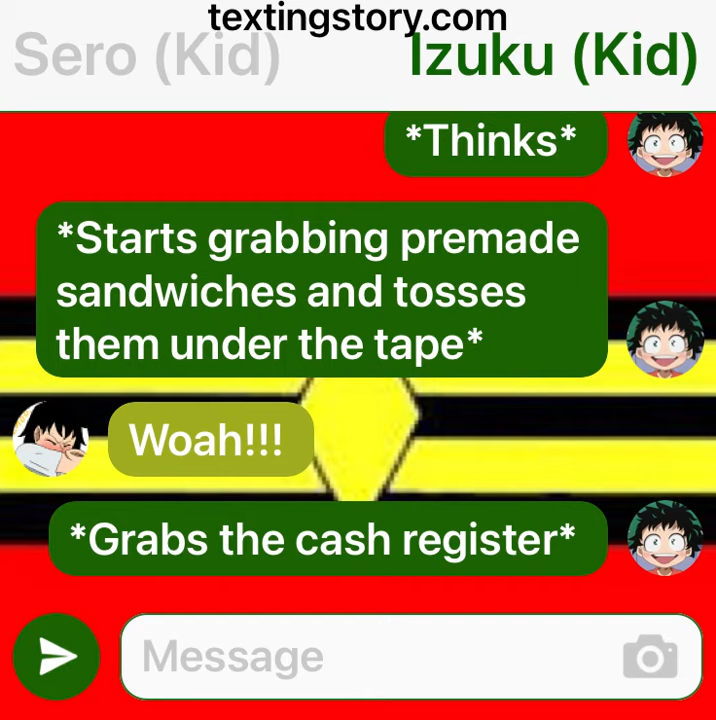 textingstory.com
Sero (Kid) Izuku (Kid)
*Thinks*
*Starts grabbing premade
sandwiches and tosses
them under the tape*
Woah!!!
*Grabs the cash register*
Message